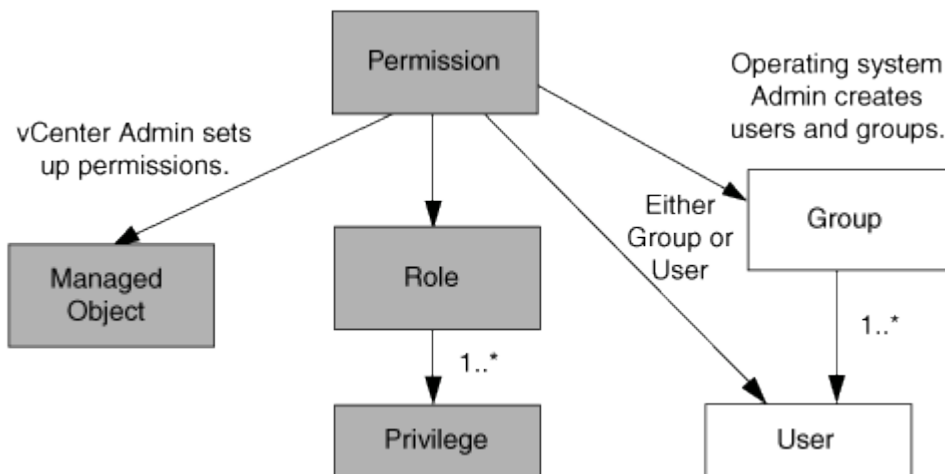 Permission
Operating system
Admin creates
users and groups.
vCenter Admin sets
up permissions.
Group
Either
Group or
User
Managed
Object
Role
1..*
1..*
Privilege
User